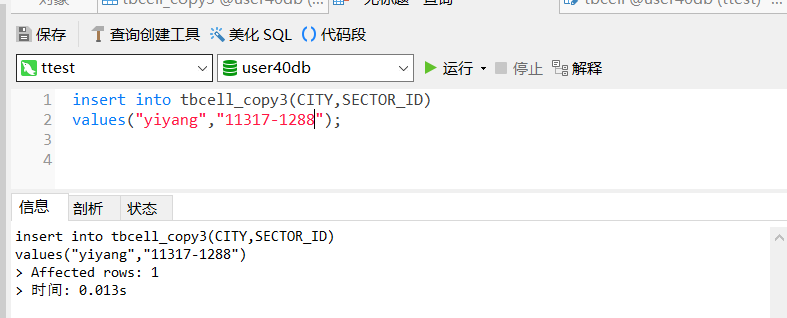 对象
tbcell_copy3 @user40db (...
无标题 - 查询
tbcell @user40db (ttest) ...
保存 查询创建工具 美化 SQL () 代码段
ttest user40db 运行 停止 解释
1 insert into tbcell_copy3(CITY,SECTOR_ID)
2 values("yiyang","11317-1288");
3
4
信息 剖析 状态
insert into tbcell_copy3(CITY,SECTOR_ID)
values("yiyang","11317-1288")
> Affected rows: 1
> 时间: 0.013s